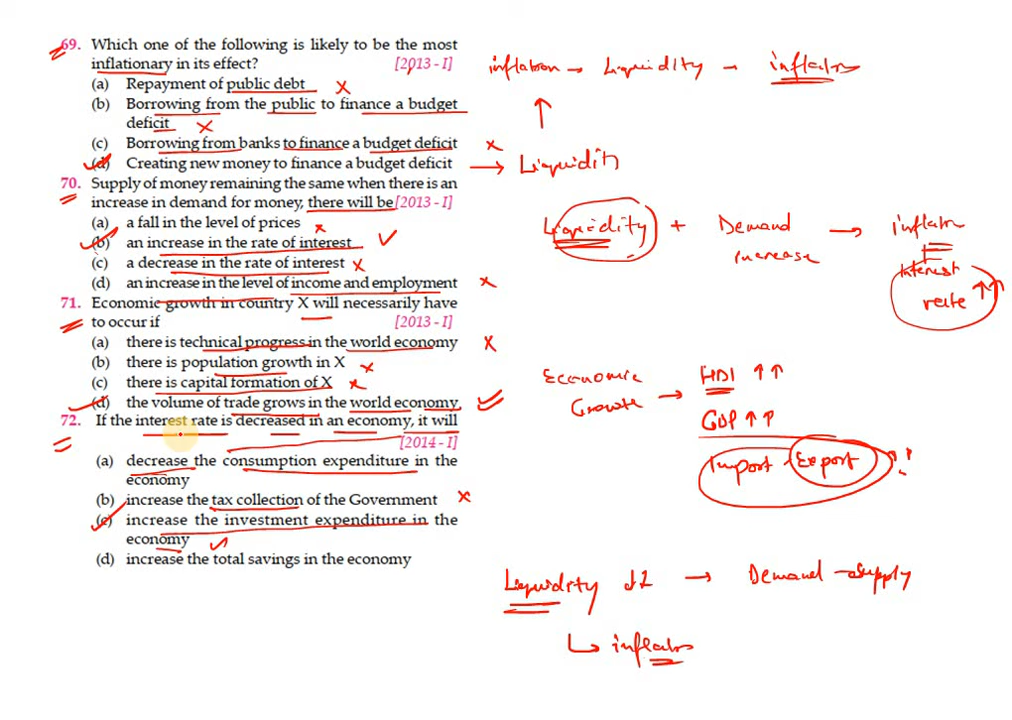 69. Which one of the following is likely to be the most
inflationary in its effect? [2013 - I]
(a) Repayment of public debt
(b) Borrowing from the public to finance a budget
deficit
(c) Borrowing from banks to finance a budget deficit
(d) Creating new money to finance a budget deficit
70. Supply of money remaining the same when there is an
increase in demand for money, there will be [2013 - I]
(a) a fall in the level of prices
(b) an increase in the rate of interest
(c) a decrease in the rate of interest
(d) an increase in the level of income and employment
71. Economic growth in country X will necessarily have
to occur if [2013 - I]
(a) there is technical progress in the world economy
(b) there is population growth in X
(c) there is capital formation of X
(d) the volume of trade grows in the world economy
72. If the interest rate is decreased in an economy, it will
[2014 - I]
(a) decrease the consumption expenditure in the
economy
(b) increase the tax collection of the Government
(c) increase the investment expenditure in the
economy
(d) increase the total savings in the economy
inflation → Liquidity –
↑
→ Liquidity
Liquidity + Demand →
increase
Interest
rate ↑↑
Economic → HDI ↑↑
Growth
GDP ↑↑
Import - Export
Liquidity → Demand - supply